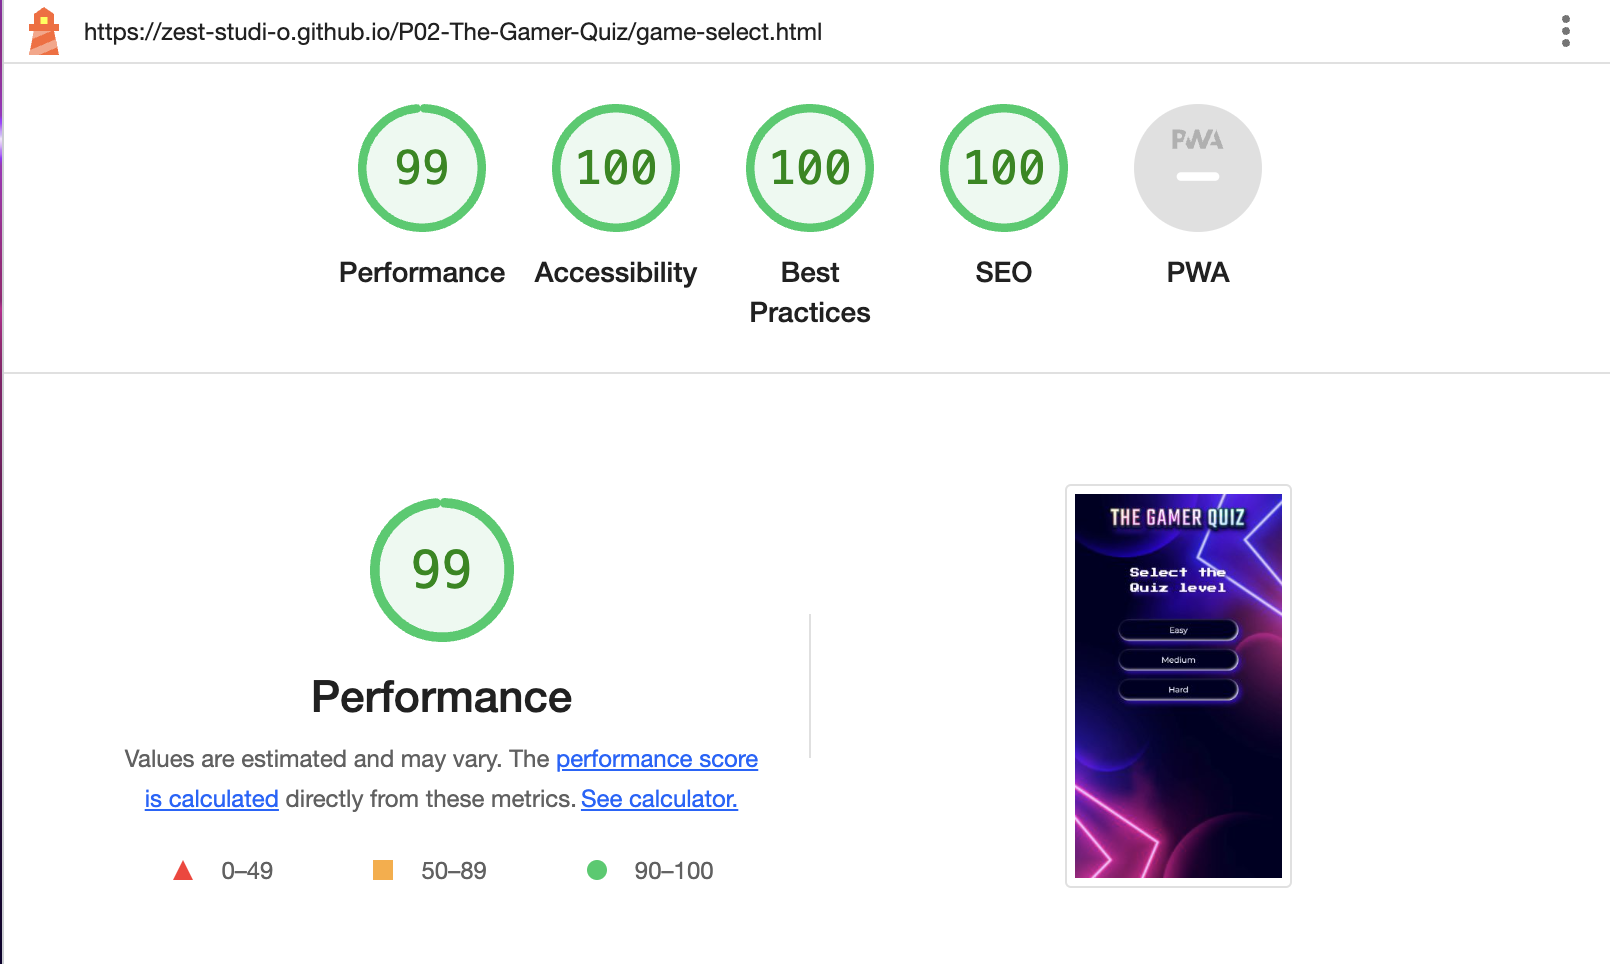 https://zest-studi-o.github.io/P02-The-Gamer-Quiz/game-select.html
99
100
100
100
PWA
Performance
Accessibility
Best
Practices
SEO
PWA
99
Performance
Values are estimated and may vary. The performance score
is calculated directly from these metrics. See calculator.
0–49
50–89
90–100
THE GAMER QUIZ
Select the
Quiz level
Easy
Medium
Hard